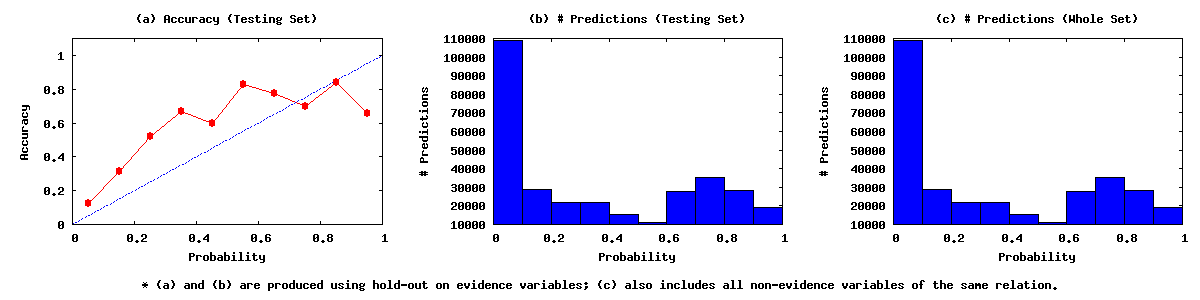 (a) Accuracy (Testing Set)
1
0.8
0.6
0.4
0.2
0
Accuracy
0 0.2 0.4 0.6 0.8 1
Probability
(b) # Predictions (Testing Set)
110000
100000
90000
80000
70000
60000
50000
40000
30000
20000
10000
# Predictions
0 0.2 0.4 0.6 0.8 1
Probability
(c) # Predictions (Whole Set)
110000
100000
90000
80000
70000
60000
50000
40000
30000
20000
10000
# Predictions
0 0.2 0.4 0.6 0.8 1
Probability
* (a) and (b) are produced using hold-out on evidence variables; (c) also includes all non-evidence variables of the same relation.